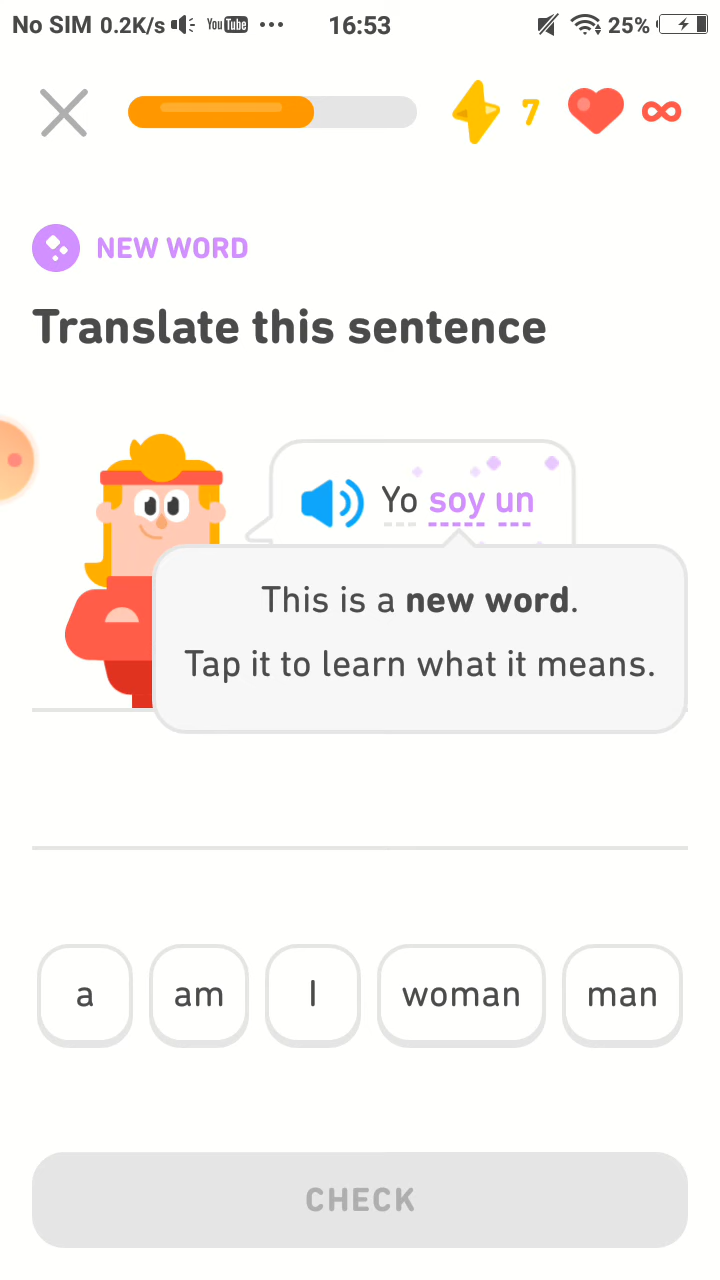 No SIM 0.2K/s YouTube ••• 16:53 25%
7 ∞
NEW WORD
Translate this sentence
Yo soy un
This is a new word.
Tap it to learn what it means.
a am I woman man
CHECK